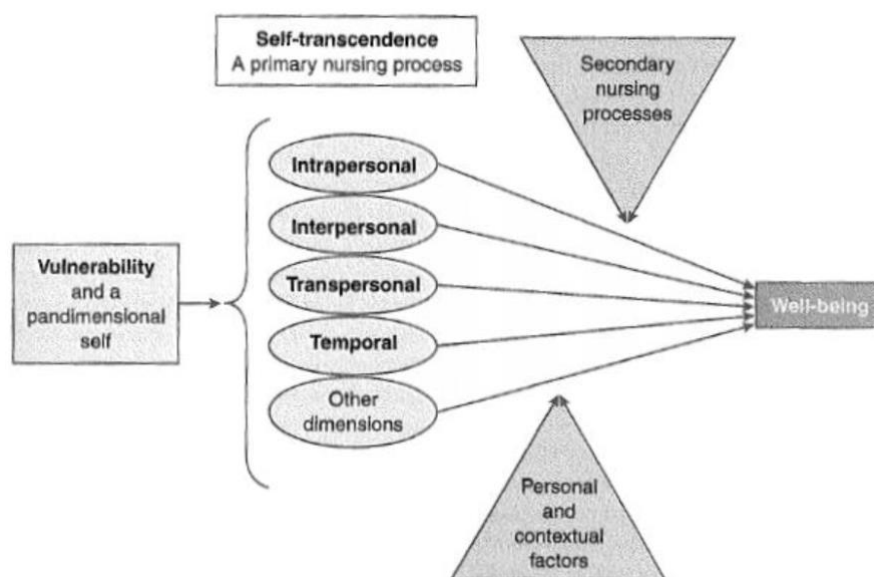 Self-transcendence
A primary nursing process
Secondary
nursing
processes
Intrapersonal
Interpersonal
Vulnerability
and a
pandimensional
self
Transpersonal
Well-being
Temporal
Other
dimensions
Personal
and
contextual
factors